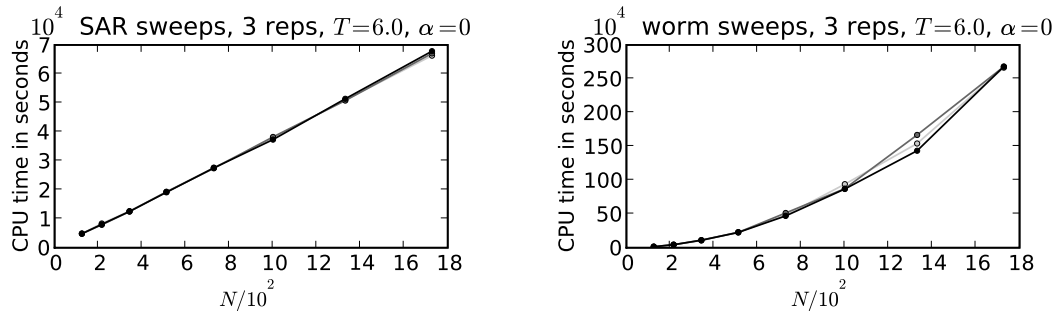 10^4 SAR sweeps, 3 reps, T=6.0, α=0
CPU time in seconds
7
6
5
4
3
2
1
0
0 2 4 6 8 10 12 14 16 18
N/10^2
10^4 worm sweeps, 3 reps, T=6.0, α=0
CPU time in seconds
300
250
200
150
100
50
0
0 2 4 6 8 10 12 14 16 18
N/10^2